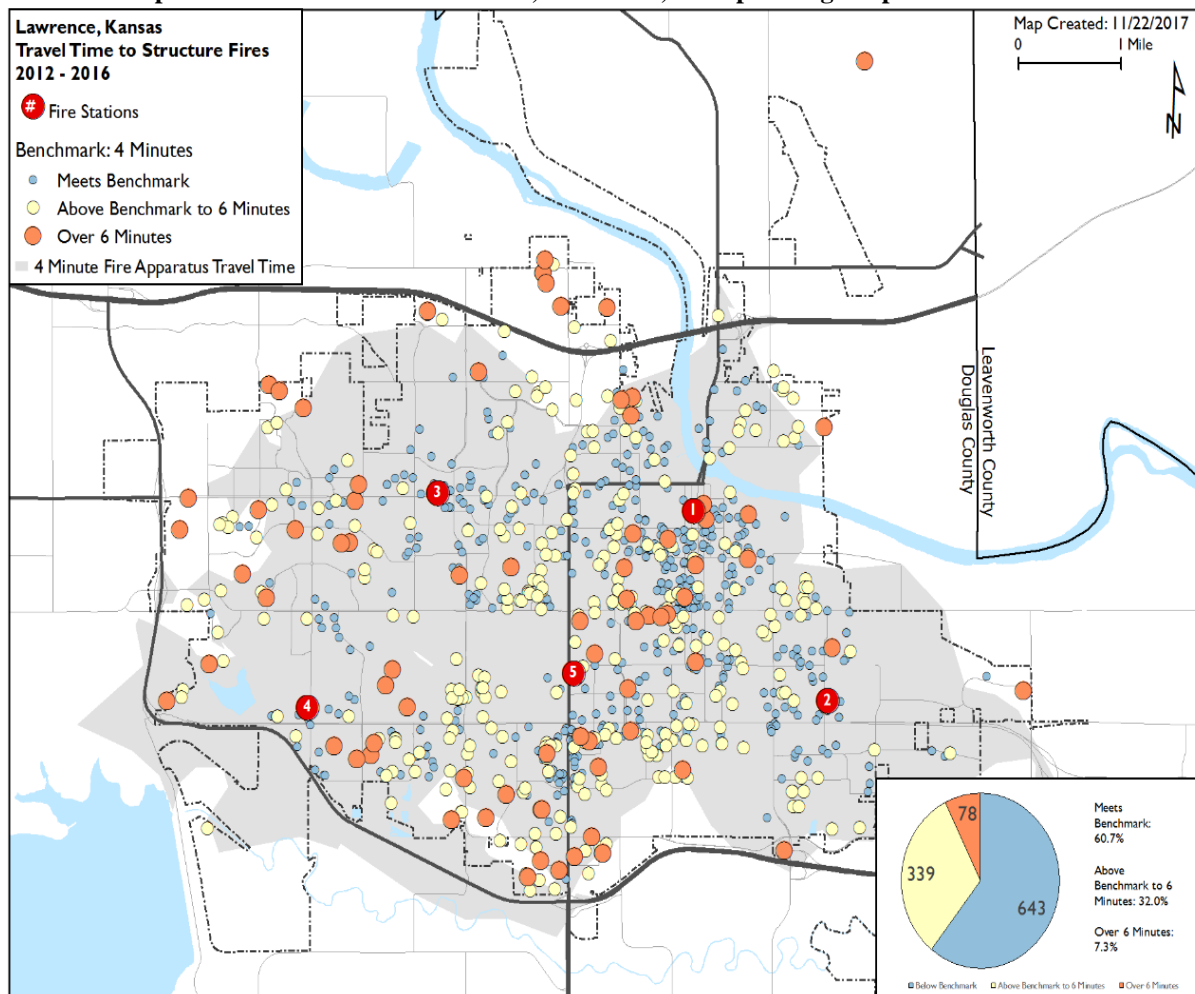 Lawrence, Kansas
Travel Time to Structure Fires
2012 - 2016
# Fire Stations
Benchmark: 4 Minutes
Meets Benchmark
Above Benchmark to 6 Minutes
Over 6 Minutes
4 Minute Fire Apparatus Travel Time
Map Created: 11/22/2017
0 1 Mile
N
Leavenworth County
Douglas County
3
1
5
4
2
78
339
643
Meets
Benchmark:
60.7%
Above
Benchmark to 6
Minutes: 32.0%
Over 6 Minutes:
7.3%
Below Benchmark Above Benchmark to 6 Minutes Over 6 Minutes